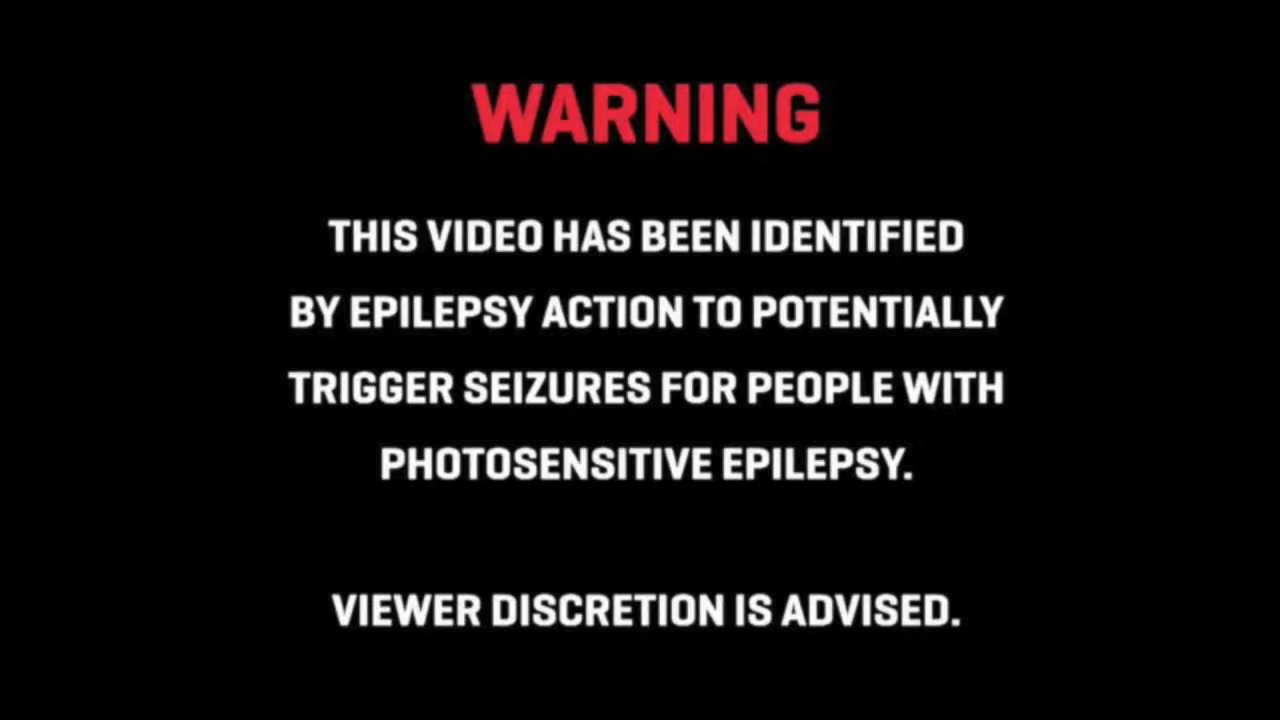 WARNING
THIS VIDEO HAS BEEN IDENTIFIED
BY EPILEPSY ACTION TO POTENTIALLY
TRIGGER SEIZURES FOR PEOPLE WITH
PHOTOSENSITIVE EPILEPSY.
VIEWER DISCRETION IS ADVISED.